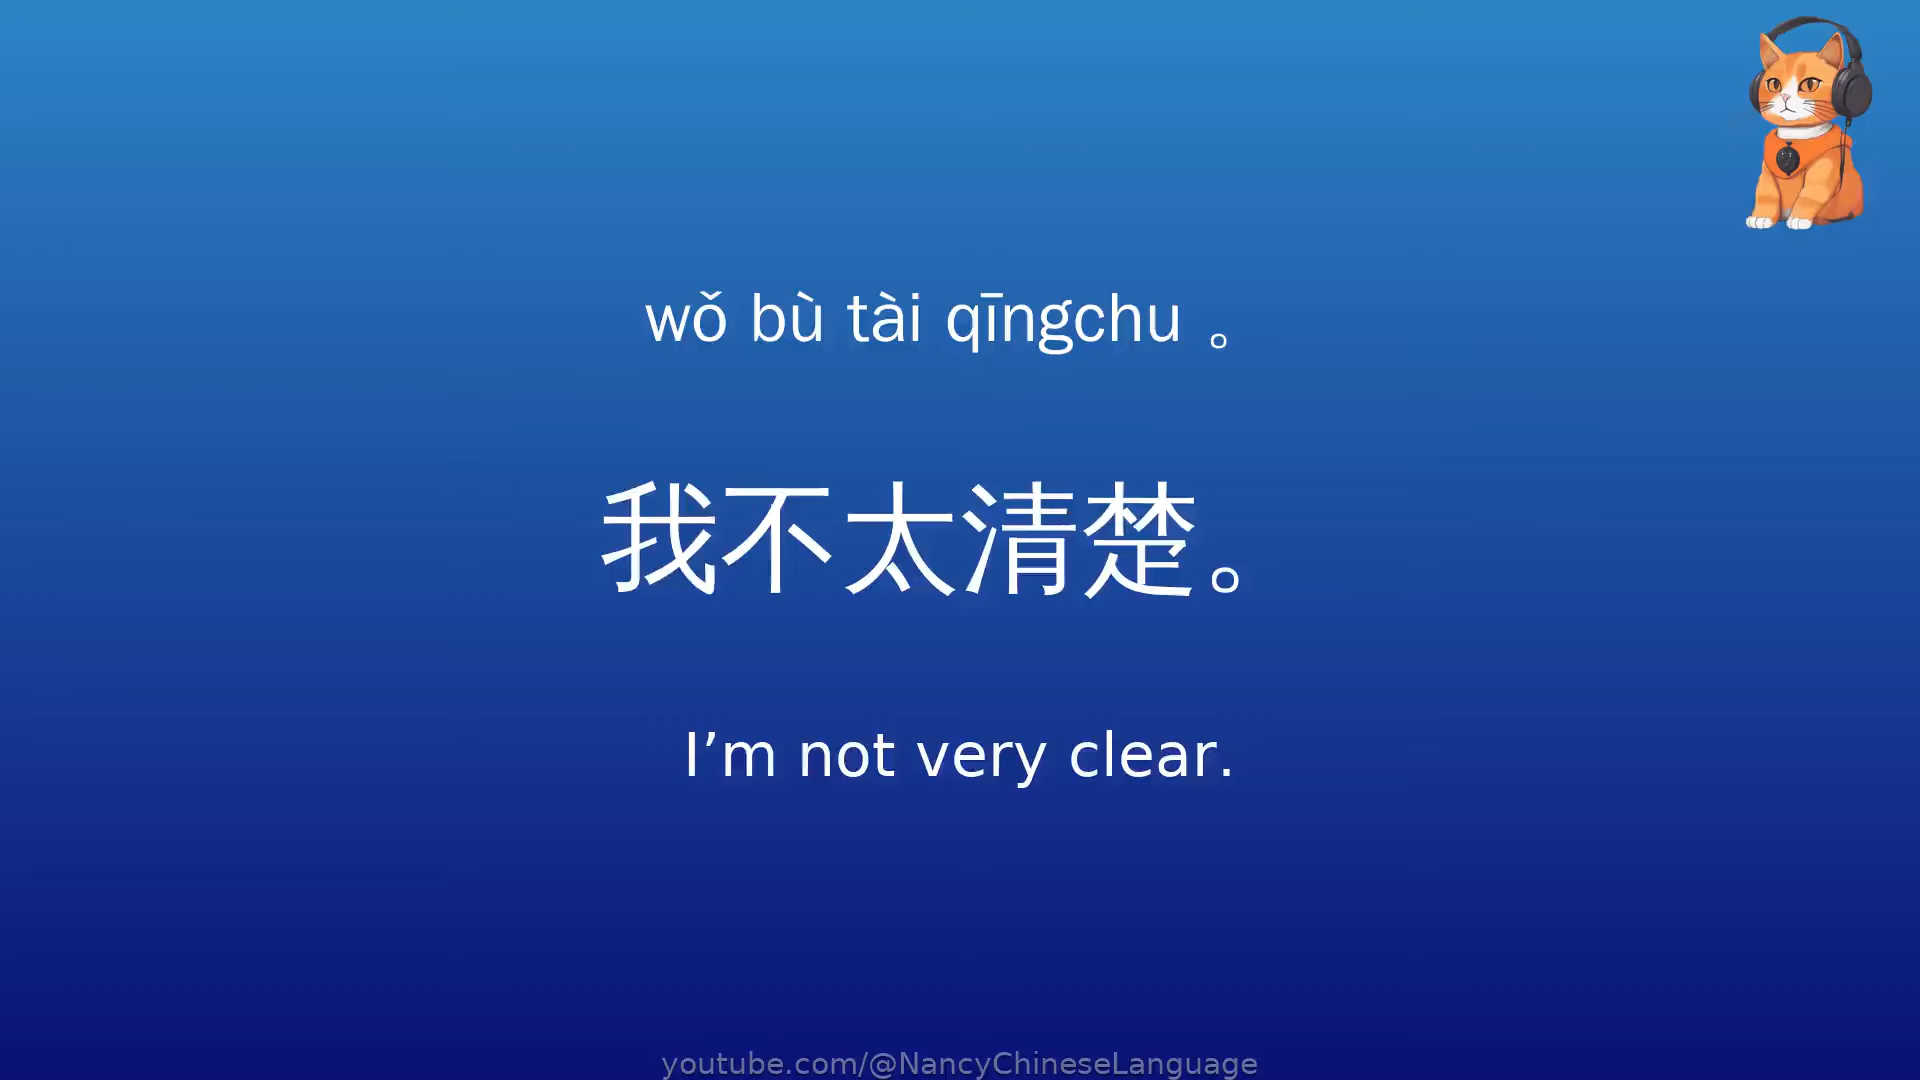 wǒ bù tài qīngchu 。
我不太清楚。
I’m not very clear.
youtube.com/@NancyChineseLanguage